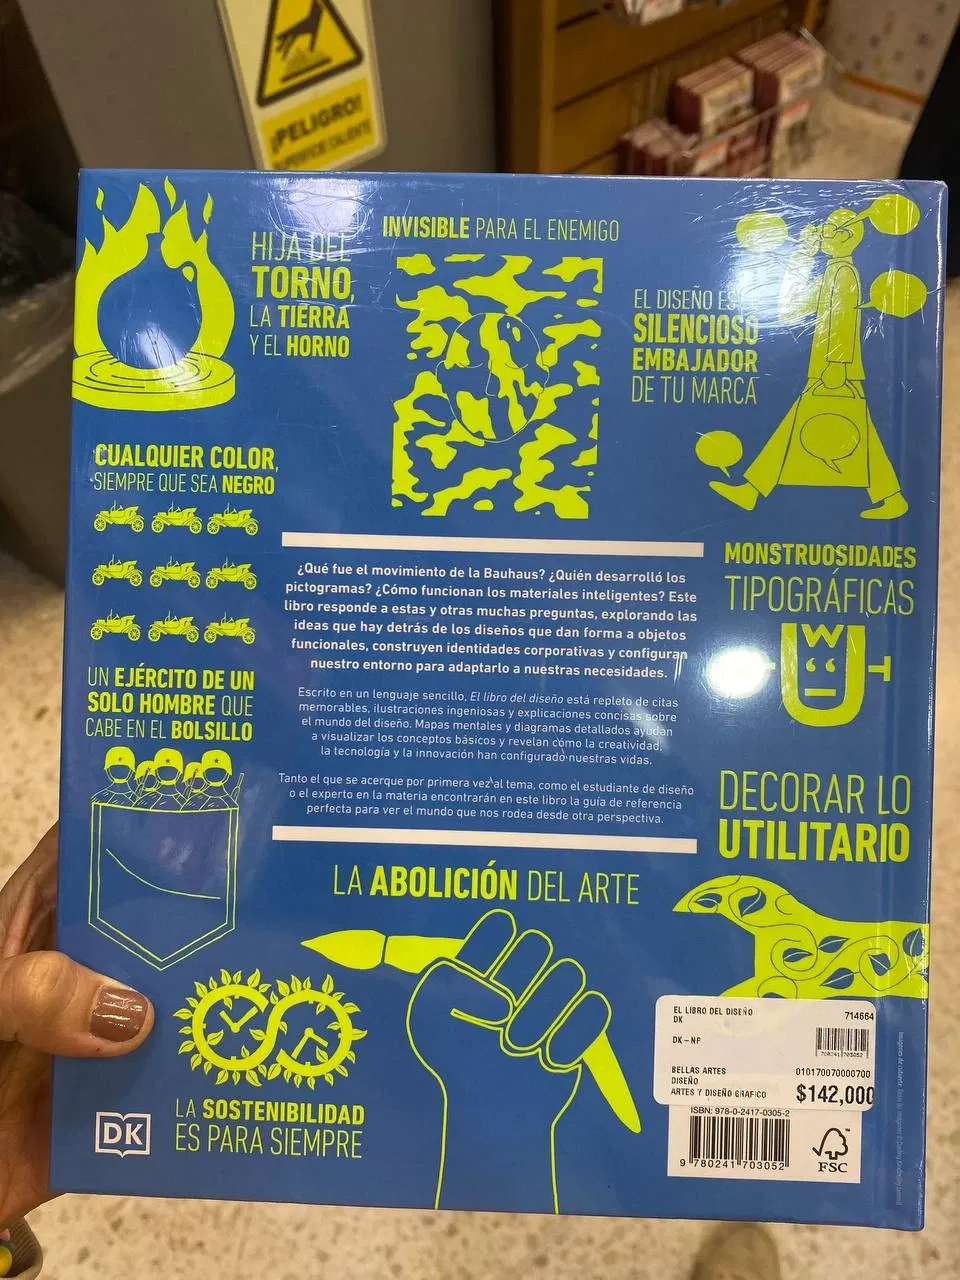 ¡PELIGRO!
SUPERFICIE CALIENTE
HIJA DEL
TORNO,
LA TIERRA
Y EL HORNO
INVISIBLE PARA EL ENEMIGO
EL DISEÑO ES
SILENCIOSO
EMBAJADOR
DE TU MARCA
CUALQUIER COLOR,
SIEMPRE QUE SEA NEGRO
¿Qué fue el movimiento de la Bauhaus? ¿Quién desarrolló los
pictogramas? ¿Cómo funcionan los materiales inteligentes? Este
libro responde a estas y otras muchas preguntas, explorando las
ideas que hay detrás de los diseños que dan forma a objetos
funcionales, construyen identidades corporativas y configuran
nuestro entorno para adaptarlo a nuestras necesidades.
Escrito en un lenguaje sencillo, El libro del diseño está repleto de citas
memorables, ilustraciones ingeniosas y explicaciones concisas sobre
el mundo del diseño. Mapas mentales y diagramas detallados ayudan
a visualizar los conceptos básicos y revelan cómo la creatividad,
la tecnología y la innovación han configurado nuestras vidas.
Tanto el que se acerque por primera vez al tema, como el estudiante de diseño
o el experto en la materia encontrarán en este libro la guía de referencia
perfecta para ver el mundo que nos rodea desde otra perspectiva.
MONSTRUOSIDADES
TIPOGRÁFICAS
UN EJÉRCITO DE UN
SOLO HOMBRE QUE
CABE EN EL BOLSILLO
DECORAR LO
UTILITARIO
LA ABOLICIÓN DEL ARTE
LA SOSTENIBILIDAD
ES PARA SIEMPRE
DK
EL LIBRO DEL DISEÑO 714664
DK
DK - NF
708241 703052
BELLAS ARTES 010170070000700
DISEÑO
ARTES Y DISEÑO GRAFICO $142,000
ISBN: 978-0-2417-0305-2
9 780241 703052
FSC